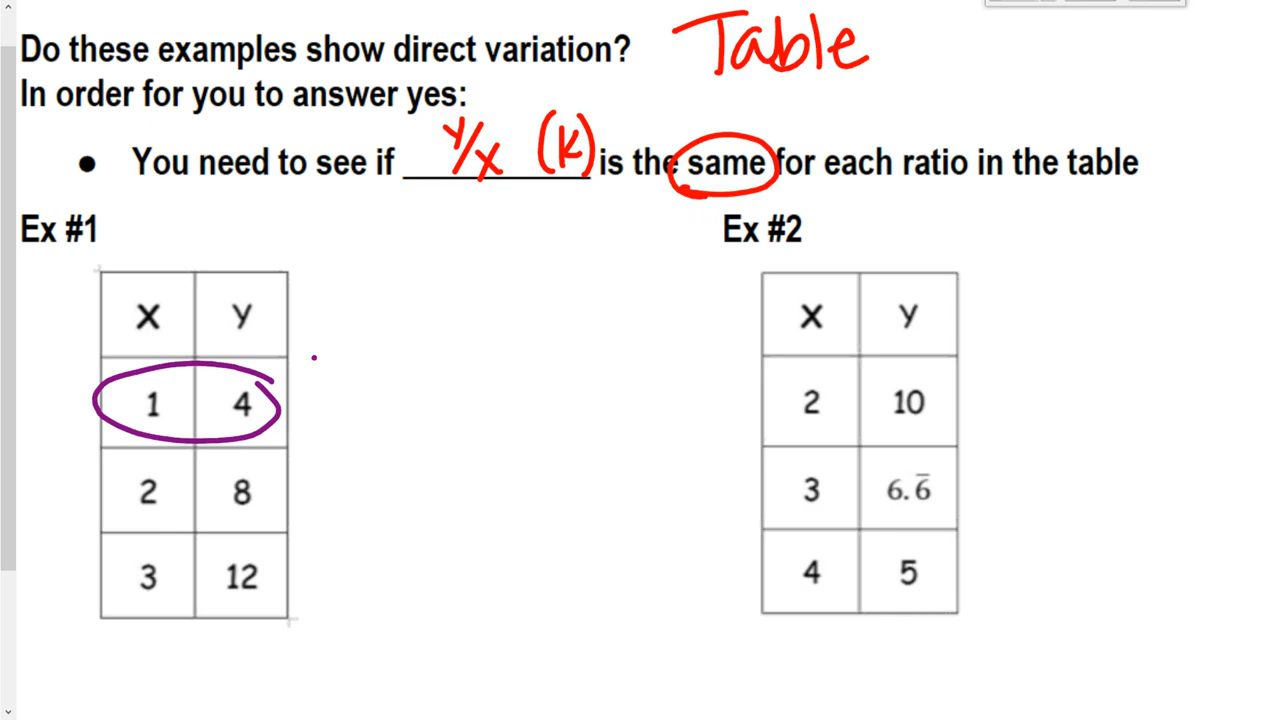 Do these examples show direct variation? Table
In order for you to answer yes:
● You need to see if Y/X (K) is the same for each ratio in the table
Ex #1 Ex #2
X Y
1 4
2 8
3 12
X Y
2 10
3 6.6̅
4 5